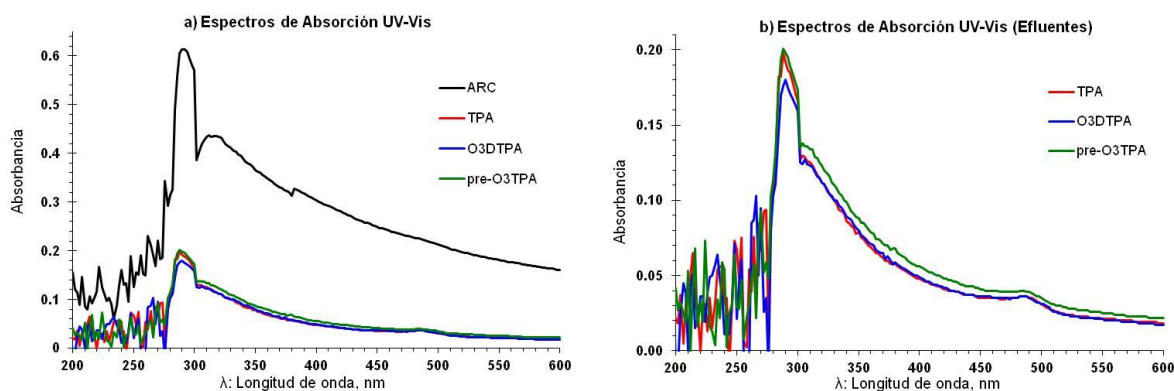 a) Espectros de Absorción UV-Vis
0.6
0.5
0.4
0.3
0.2
0.1
0
Absorbancia
ARC
TPA
O3DTPA
pre-O3TPA
200 250 300 350 400 450 500 550 600
λ: Longitud de onda, nm
b) Espectros de Absorción UV-Vis (Efluentes)
0.20
0.15
0.10
0.05
0.00
Absorbancia
TPA
O3DTPA
pre-O3TPA
200 250 300 350 400 450 500 550 600
λ: Longitud de onda, nm